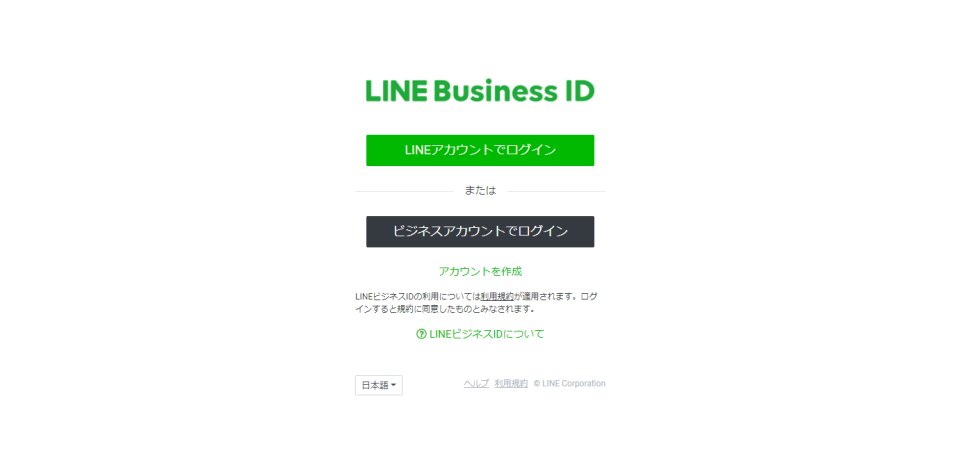 LINE Business ID
LINEアカウントでログイン
または
ビジネスアカウントでログイン
アカウントを作成
LINEビジネスIDの利用については利用規約が適用されます。ログ
インすると規約に同意したものとみなされます。
? LINEビジネスIDについて
日本語
ヘルプ 利用規約 © LINE Corporation